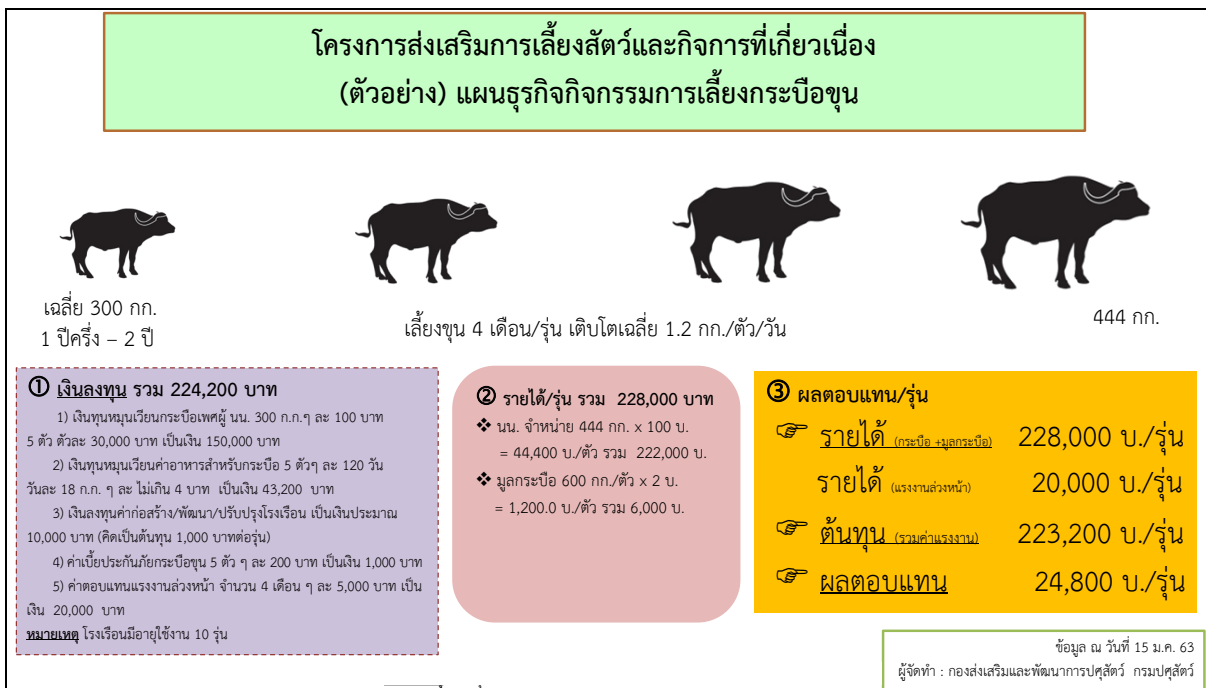 โครงการส่งเสริมการเลี้ยงสัตว์และกิจการที่เกี่ยวเนื่อง
(ตัวอย่าง) แผนธุรกิจกิจกรรมการเลี้ยงกระบือขุน
เฉลี่ย 300 กก.
1 ปีครึ่ง – 2 ปี
เลี้ยงขุน 4 เดือน/รุ่น เติบโตเฉลี่ย 1.2 กก./ตัว/วัน
444 กก.
① เงินลงทุน รวม 224,200 บาท
1) เงินทุนหมุนเวียนกระบือเพศผู้ นน. 300 ก.ก.ๆ ละ 100 บาท
5 ตัว ตัวละ 30,000 บาท เป็นเงิน 150,000 บาท
2) เงินทุนหมุนเวียนค่าอาหารสำหรับกระบือ 5 ตัวๆ ละ 120 วัน
วันละ 18 ก.ก. ๆ ละ ไม่เกิน 4 บาท เป็นเงิน 43,200 บาท
3) เงินลงทุนค่าก่อสร้าง/พัฒนา/ปรับปรุงโรงเรือน เป็นเงินประมาณ
10,000 บาท (คิดเป็นต้นทุน 1,000 บาทต่อรุ่น)
4) ค่าเบี้ยประกันภัยกระบือขุน 5 ตัว ๆ ละ 200 บาท เป็นเงิน 1,000 บาท
5) ค่าตอบแทนแรงงานล่วงหน้า จำนวน 4 เดือน ๆ ละ 5,000 บาท เป็น
เงิน 20,000 บาท
หมายเหตุ โรงเรือนมีอายุใช้งาน 10 รุ่น
② รายได้/รุ่น รวม 228,000 บาท
❖ นน. จำหน่าย 444 กก. x 100 บ.
= 44,400 บ./ตัว รวม 222,000 บ.
❖ มูลกระบือ 600 กก./ตัว x 2 บ.
= 1,200.0 บ./ตัว รวม 6,000 บ.
③ ผลตอบแทน/รุ่น
☞ รายได้ (กระบือ +มูลกระบือ) 228,000 บ./รุ่น
รายได้ (แรงงานล่วงหน้า) 20,000 บ./รุ่น
☞ ต้นทุน (รวมค่าแรงงาน) 223,200 บ./รุ่น
☞ ผลตอบแทน 24,800 บ./รุ่น
ข้อมูล ณ วันที่ 15 ม.ค. 63
ผู้จัดทำ : กองส่งเสริมและพัฒนาการปศุสัตว์ กรมปศุสัตว์